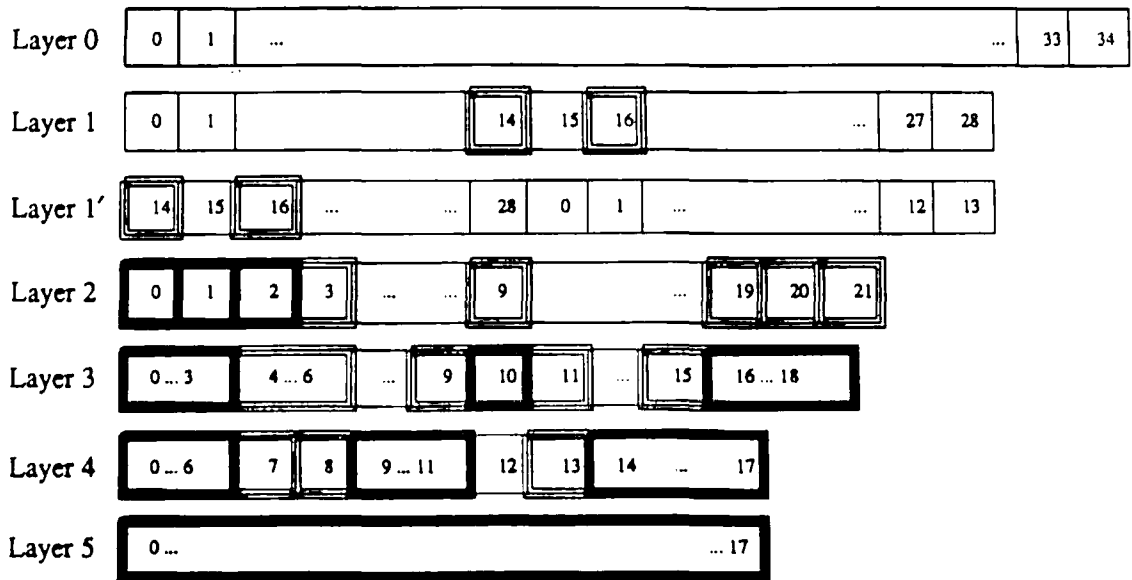 Layer 0 0 1 ... ... 33 34
Layer 1 0 1 14 15 16 ... 27 28
Layer 1′ 14 15 16 ... ... 28 0 1 ... ... 12 13
Layer 2 0 1 2 3 ... ... 9 ... 19 20 21
Layer 3 0 ... 3 4 ... 6 ... 9 10 11 ... 15 16 ... 18
Layer 4 0 ... 6 7 8 9 ... 11 12 13 14 ... 17
Layer 5 0 ... ... 17